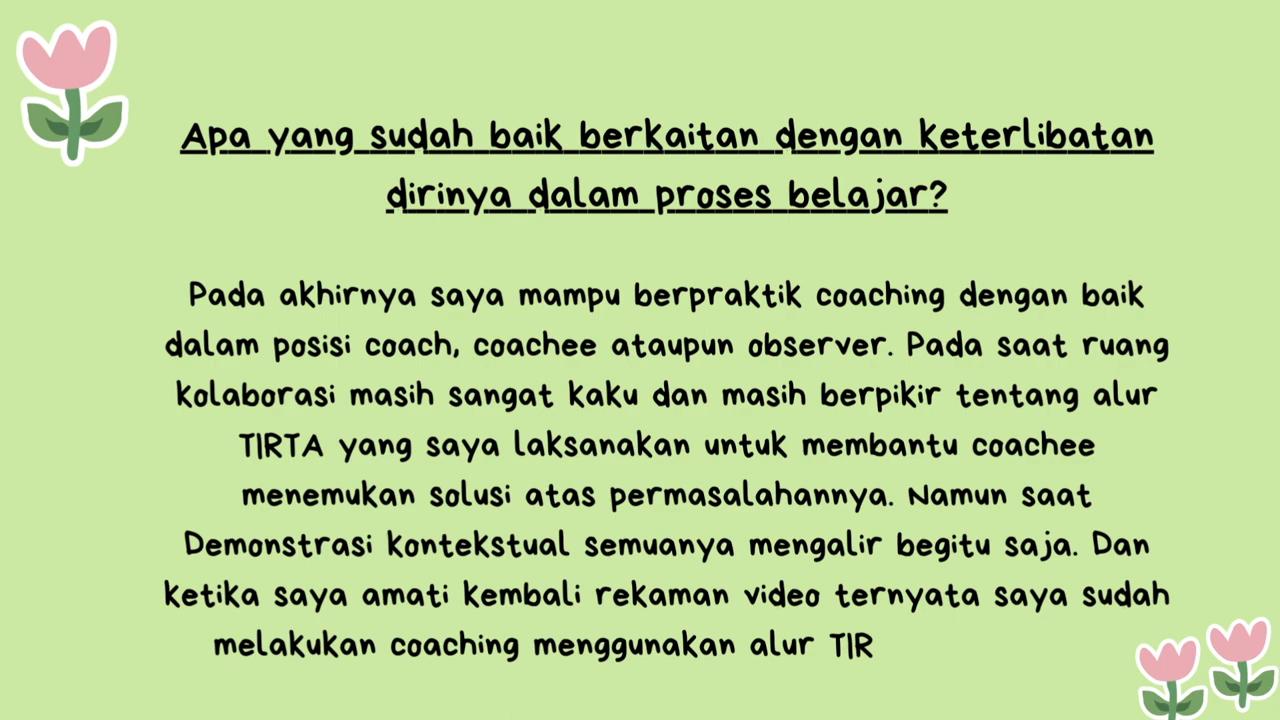 Apa yang sudah baik berkaitan dengan keterlibatan
dirinya dalam proses belajar?
Pada akhirnya saya mampu berpraktik coaching dengan baik
dalam posisi coach, coachee ataupun observer. Pada saat ruang
kolaborasi masih sangat kaku dan masih berpikir tentang alur
TIRTA yang saya laksanakan untuk membantu coachee
menemukan solusi atas permasalahannya. Namun saat
Demonstrasi kontekstual semuanya mengalir begitu saja. Dan
ketika saya amati kembali rekaman video ternyata saya sudah
melakukan coaching menggunakan alur TIR